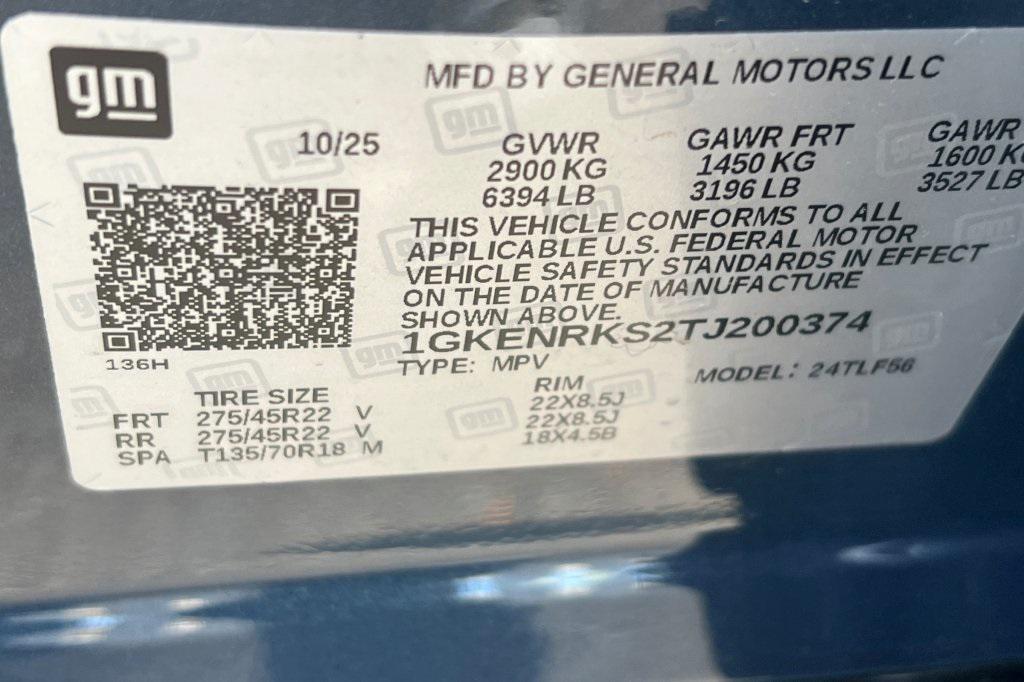 gm
MFD BY GENERAL MOTORS LLC
10/25 GVWR GAWR FRT GAWR
2900 KG 1450 KG 1600 K
6394 LB 3196 LB 3527 LB
THIS VEHICLE CONFORMS TO ALL
APPLICABLE U.S. FEDERAL MOTOR
VEHICLE SAFETY STANDARDS IN EFFECT
ON THE DATE OF MANUFACTURE
SHOWN ABOVE.
1GKENRKS2TJ200374
136H
TYPE: MPV MODEL: 24TLF56
TIRE SIZE RIM
FRT 275/45R22 V 22X8.5J
RR 275/45R22 V 22X8.5J
SPA T135/70R18 M 18X4.5B